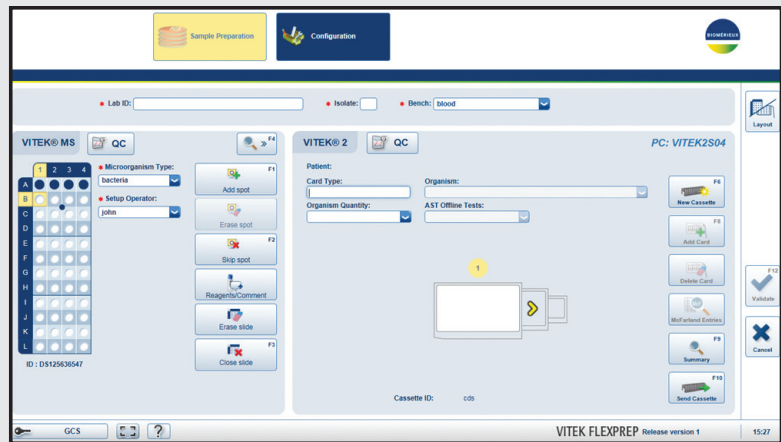 Sample Preparation
Configuration
BIOMÉRIEUX
* Lab ID:
* Isolate:
* Bench: blood
Layout
VITEK® MS
QC
F4
1 2 3 4
A
B
C
D
E
F
G
H
I
J
K
L
ID : DS125636547
* Microorganism Type:
bacteria
* Setup Operator:
john
F1
Add spot
Erase spot
F2
Skip spot
Reagents/Comment
Erase slide
F3
Close slide
VITEK® 2
QC
PC: VITEK2S04
Patient:
Card Type:
Organism:
Organism Quantity:
AST Offline Tests:
1
Cassette ID: cds
F6
New Cassette
F8
Add Card
Delete Card
McFarland Entries
F9
Summary
F10
Send Cassette
F12
Validate
Cancel
GCS
?
VITEK FLEXPREP Release version 1
15:27